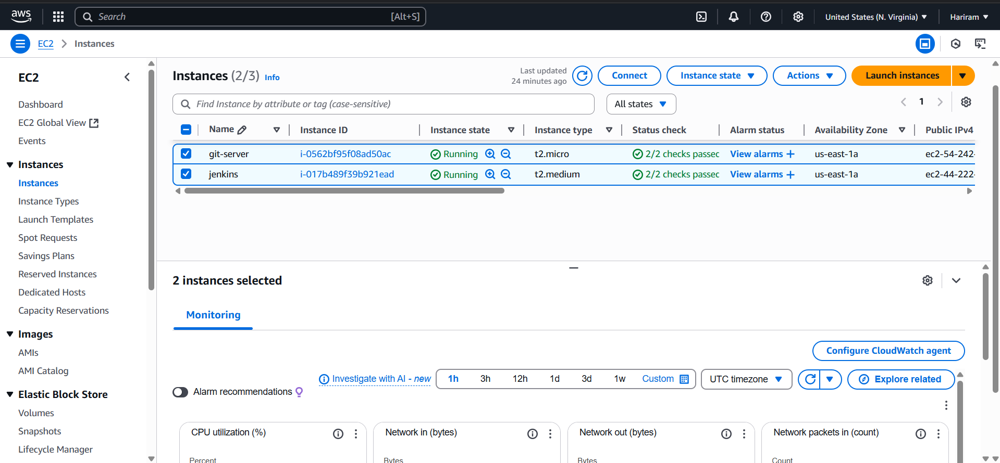 aws
Search
[Alt+S]
United States (N. Virginia)
Hariram
EC2
Instances
EC2
Dashboard
EC2 Global View
Events
Instances
Instances
Instance Types
Launch Templates
Spot Requests
Savings Plans
Reserved Instances
Dedicated Hosts
Capacity Reservations
Images
AMIs
AMI Catalog
Elastic Block Store
Volumes
Snapshots
Lifecycle Manager
Instances (2/3) Info
Last updated
24 minutes ago
Connect
Instance state
Actions
Launch instances
Find Instance by attribute or tag (case-sensitive)
All states
1
Name Instance ID Instance state Instance type Status check Alarm status Availability Zone Public IPv4
git-server i-0562bf95f08ad50ac Running t2.micro 2/2 checks passed View alarms + us-east-1a ec2-54-242-
jenkins i-017b489f39b921ead Running t2.medium 2/2 checks passed View alarms + us-east-1a ec2-44-222-
2 instances selected
Monitoring
Configure CloudWatch agent
Investigate with AI - new
1h 3h 12h 1d 3d 1w Custom
UTC timezone
Explore related
Alarm recommendations
CPU utilization (%)
Percent
Network in (bytes)
Bytes
Network out (bytes)
Bytes
Network packets in (count)
Count